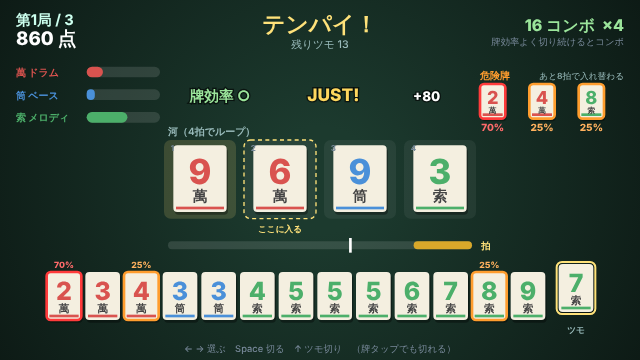 第1局 / 3
860 点
テンパイ！
残りツモ 13
16 コンボ ×4
牌効率よく切り続けるとコンボ
萬 ドラム
筒 ベース
索 メロディ
牌効率 ○
JUST!
+80
危険牌
あと8拍で入れ替わる
2 萬
4 萬
8 索
70%
25%
25%
河（4拍でループ）
9 萬
6 萬
9 筒
3 索
ここに入る
拍
70%
25%
25%
2 萬
3 萬
4 萬
3 筒
3 筒
4 索
5 索
5 索
5 索
6 索
7 索
8 索
9 索
7 索
ツモ
← → 選ぶ　Space 切る　↑ ツモ切り　（牌タップでも切れる）